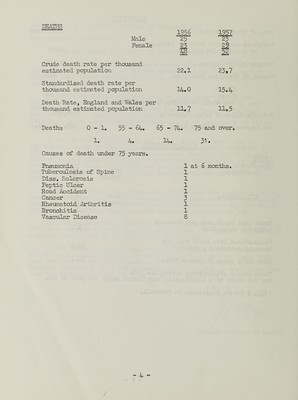 DEATHS
1956 1957
Male 25 23
Female 23 29
48 52
Crude death rate per thousand
estimated population 22.1 23.7
Standardised death rate per
thousand estimated population 14.0 15.4
Death Rate, England and Wales per
thousand estimated population 11.7 11.5
Deaths 0 - 1. 55 - 64. 65 - 74. 75 and over.
1. 4. 14. 31.
Causes of death under 75 years.
Pneumonia 1 at 6 months.
Tuberculosis of Spine 1
Diss. Sclerosis 1
Peptic Ulcer 1
Road Accident 1
Cancer 3
Rheumatoid Arthritis 1
Bronchitis 1
Vascular Disease 8
- 4 -